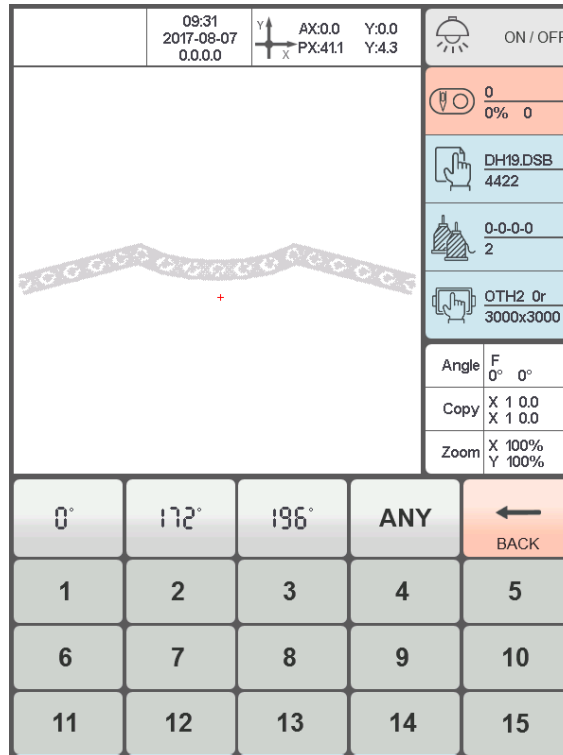 09:31
2017-08-07
0.0.0.0
Y
X
AX:0.0 Y:0.0
PX:41.1 Y:4.3
ON / OFF
0
0% 0
DH19.DSB
4422
0-0-0-0
2
OTH2 0r
3000x3000
Angle F
0° 0°
Copy X 1 0.0
X 1 0.0
Zoom X 100%
Y 100%
0° 172° 196° ANY BACK
1 2 3 4 5
6 7 8 9 10
11 12 13 14 15